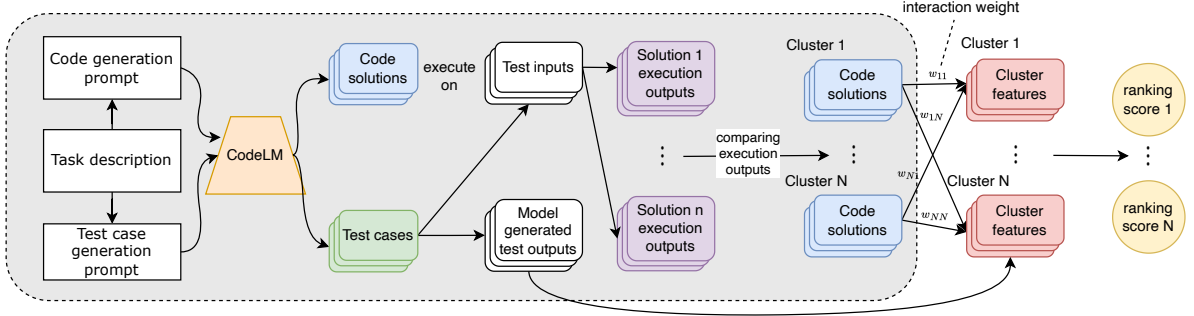 interaction weight
Code generation
prompt
Task description
Test case
generation
prompt
CodeLM
Code
solutions
execute
on
Test cases
Test inputs
Model
generated
test outputs
Solution 1
execution
outputs
⋮
Solution n
execution
outputs
comparing
execution
outputs
Cluster 1
Code
solutions
⋮
Cluster N
Code
solutions
w11
w1N
wN1
wNN
Cluster 1
Cluster
features
⋮
Cluster N
Cluster
features
ranking
score 1
⋮
ranking
score N